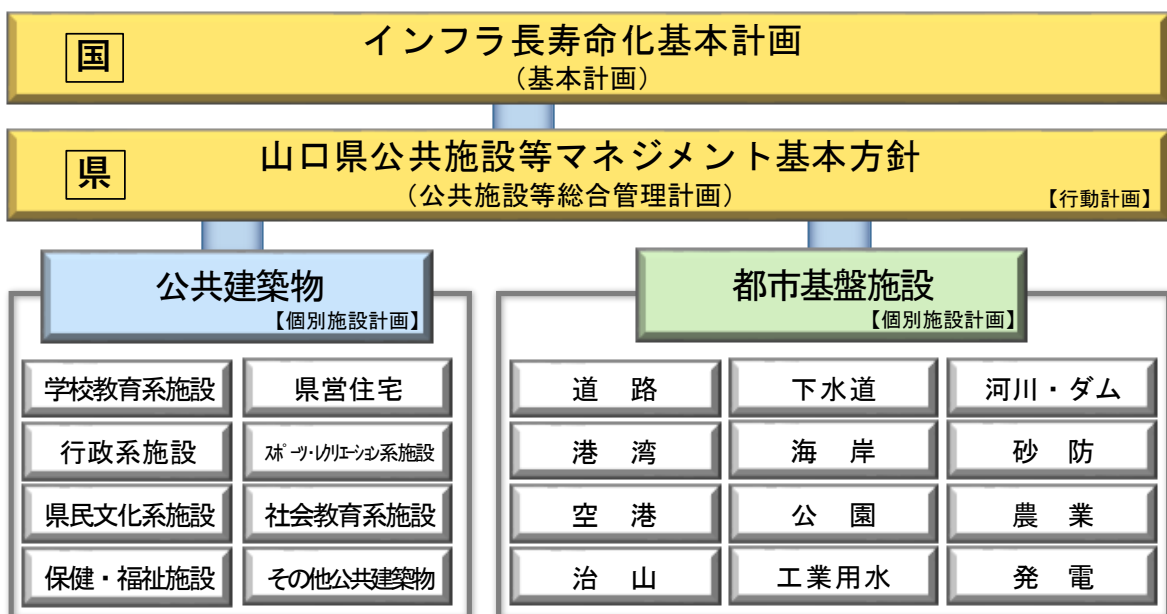 国
インフラ長寿命化基本計画
（基本計画）
県
山口県公共施設等マネジメント基本方針
（公共施設等総合管理計画）
【行動計画】
公共建築物
【個別施設計画】
学校教育系施設
県営住宅
行政系施設
ｽﾎﾟｰﾂ･ﾚｸﾘｴｰｼｮﾝ系施設
県民文化系施設
社会教育系施設
保健・福祉施設
その他公共建築物
都市基盤施設
【個別施設計画】
道　路
下水道
河川・ダム
港　湾
海　岸
砂　防
空　港
公　園
農　業
治　山
工業用水
発　電